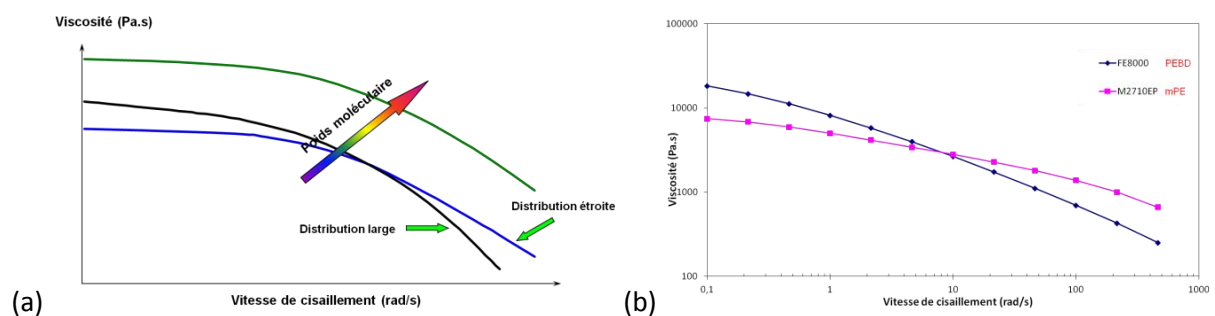 Viscosité (Pa.s)
Poids moléculaire
Distribution étroite
Distribution large
Vitesse de cisaillement (rad/s)
(a)
100000
10000
1000
100
Viscosité(Pa.s)
FE8000 PEBD
M2710EP mPE
0,1 1 10 100 1000
Vitesse de cisaillement (rad/s)
(b)